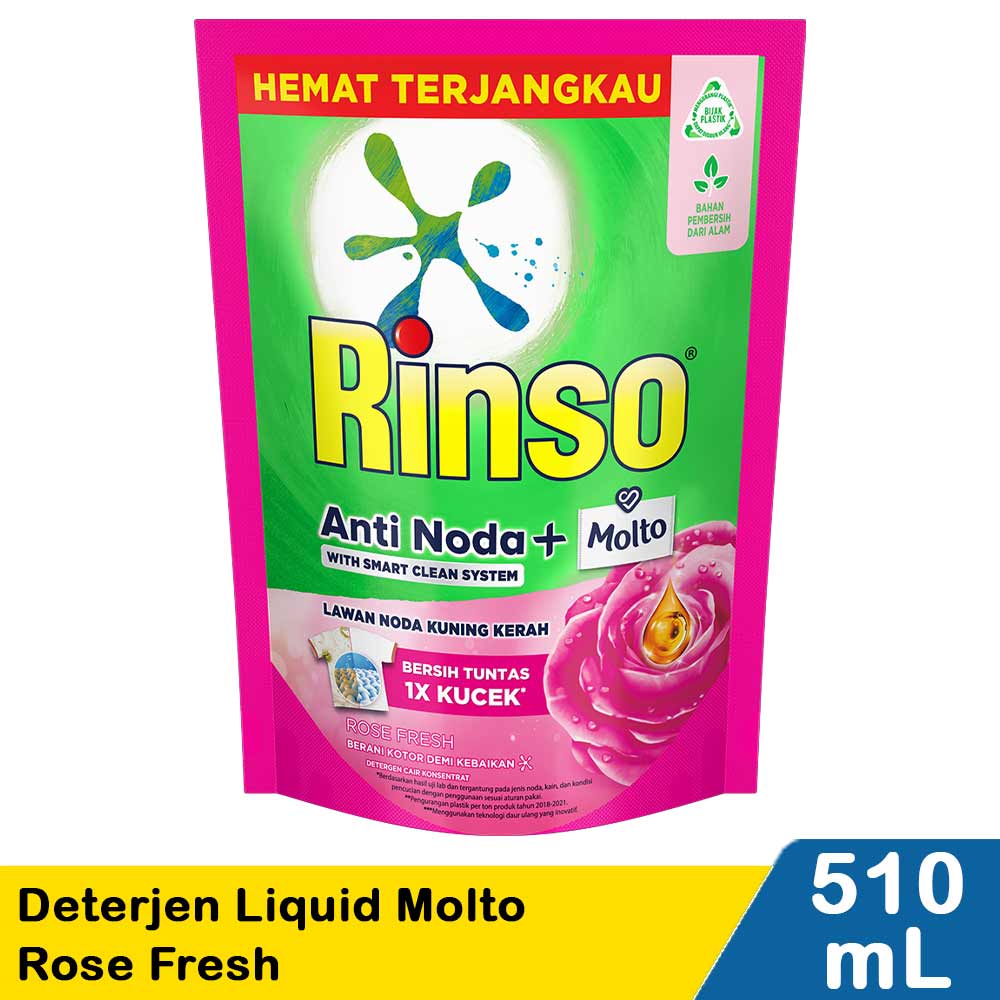 HEMAT TERJANGKAU
BIJAK
PLASTIK
BAHAN
PEMBERSIH
DARI ALAM
Rinso®
Anti Noda +
Molto
WITH SMART CLEAN SYSTEM
LAWAN NODA KUNING KERAH
BERSIH TUNTAS
1X KUCEK*
ROSE FRESH
BERANI KOTOR DEMI KEBAIKAN
DETERGEN CAIR KONSENTRAT
*Berdasarkan hasil uji lab dan tergantung pada jenis noda, kain, dan kondisi
pencucian dengan penggunaan sesuai aturan pakai.
**Pengurangan plastik per ton produk tahun 2018-2021.
***Menggunakan teknologi daur ulang yang inovatif.
Deterjen Liquid Molto
Rose Fresh
510
mL